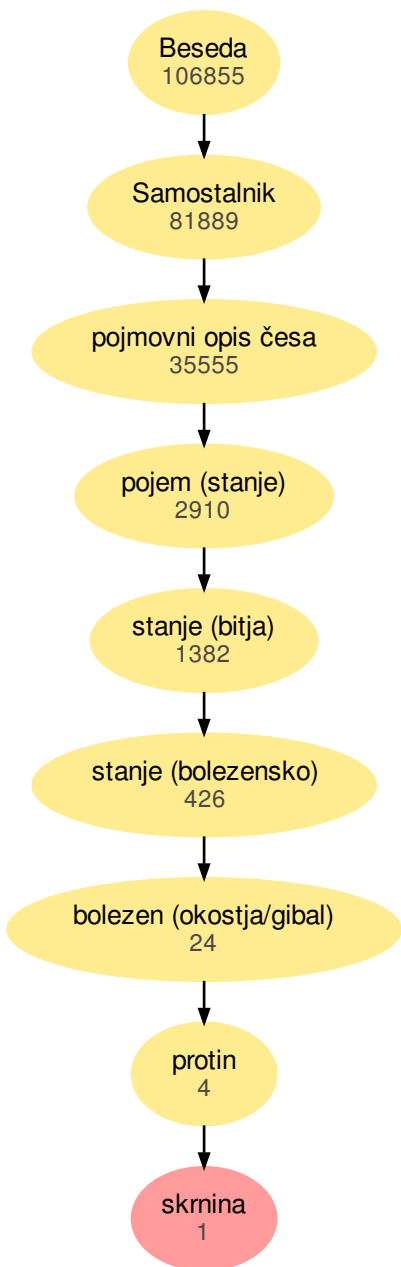 Beseda
106855
Samostalnik
81889
pojmovni opis česa
35555
pojem (stanje)
2910
stanje (bitja)
1382
stanje (bolezensko)
426
bolezen (okostja/gibal)
24
protin
4
skrnina
1